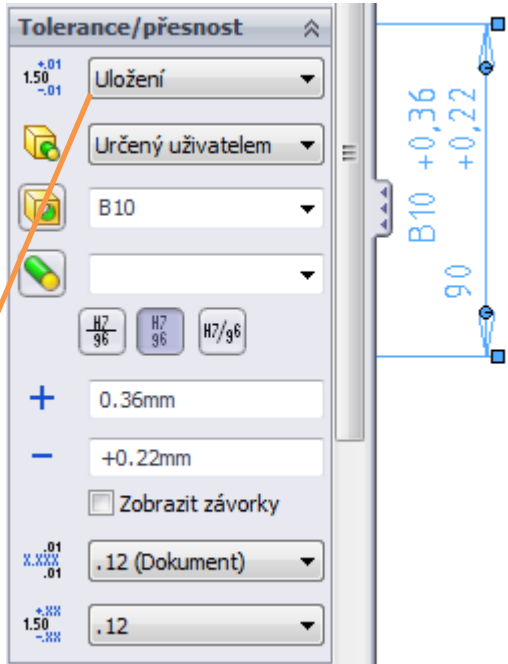 Tolerance/přesnost
+.01
1.50
-.01
Uložení
Určený uživatelem
B10
H7
g6
H7
g6
H7/g6
+
0.36mm
−
+0.22mm
Zobrazit závorky
.01
X.XXX
.01
.12 (Dokument)
+.XX
1.50
-.XX
.12
90 B10 +0,36
+0,22